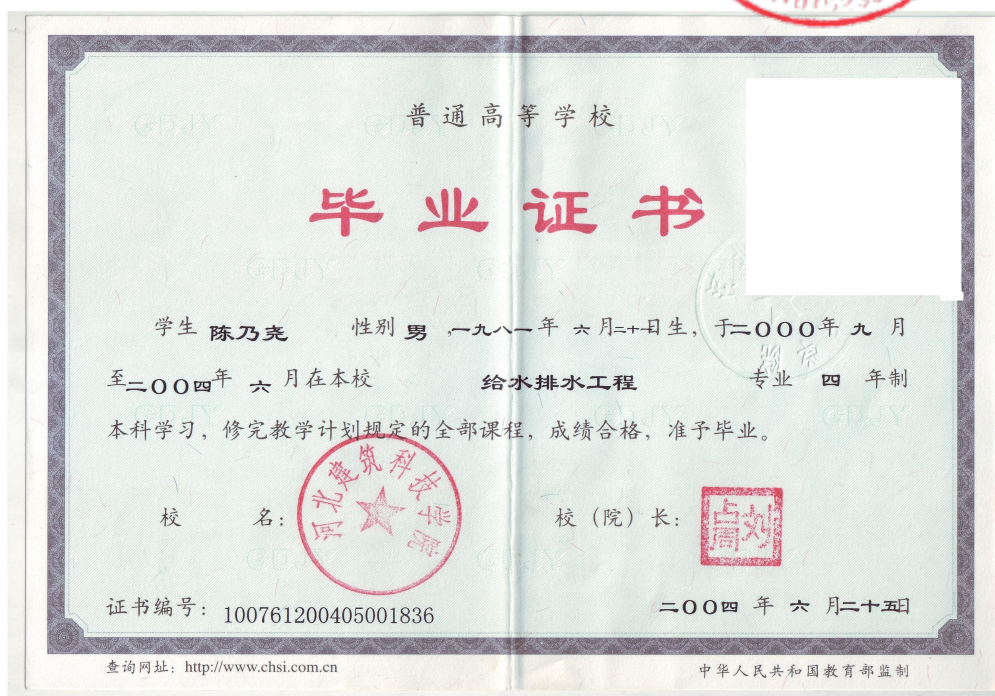 普通高等学校
毕业证书
学生 陈乃尧 性别 男 ,一九八一年 六 月二十日生, 于二OOO年 九 月
至二OO四年 六 月在本校 给水排水工程 专业 四 年制
本科学习, 修完教学计划规定的全部课程, 成绩合格, 准予毕业。
河北建筑科技学院
校 名:
校 (院) 长:
证书编号: 100761200405001836
二OO四 年 六 月二十五日
查询网址: http://www.chsi.com.cn
中华人民共和国教育部监制